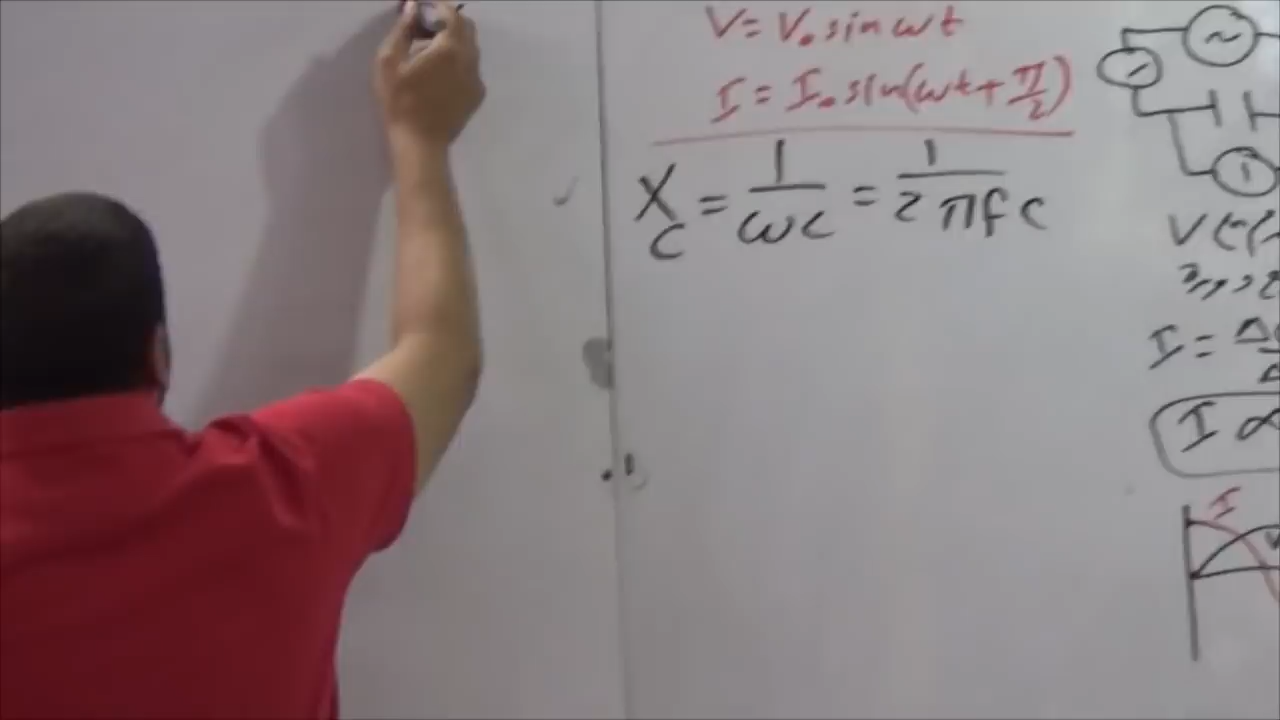 V = V₀ sin ωt
I = I₀ sin(ωt + π/2)
X_C = 1/ωC = 1/2πfC
I = Δ
I ∝
I
V